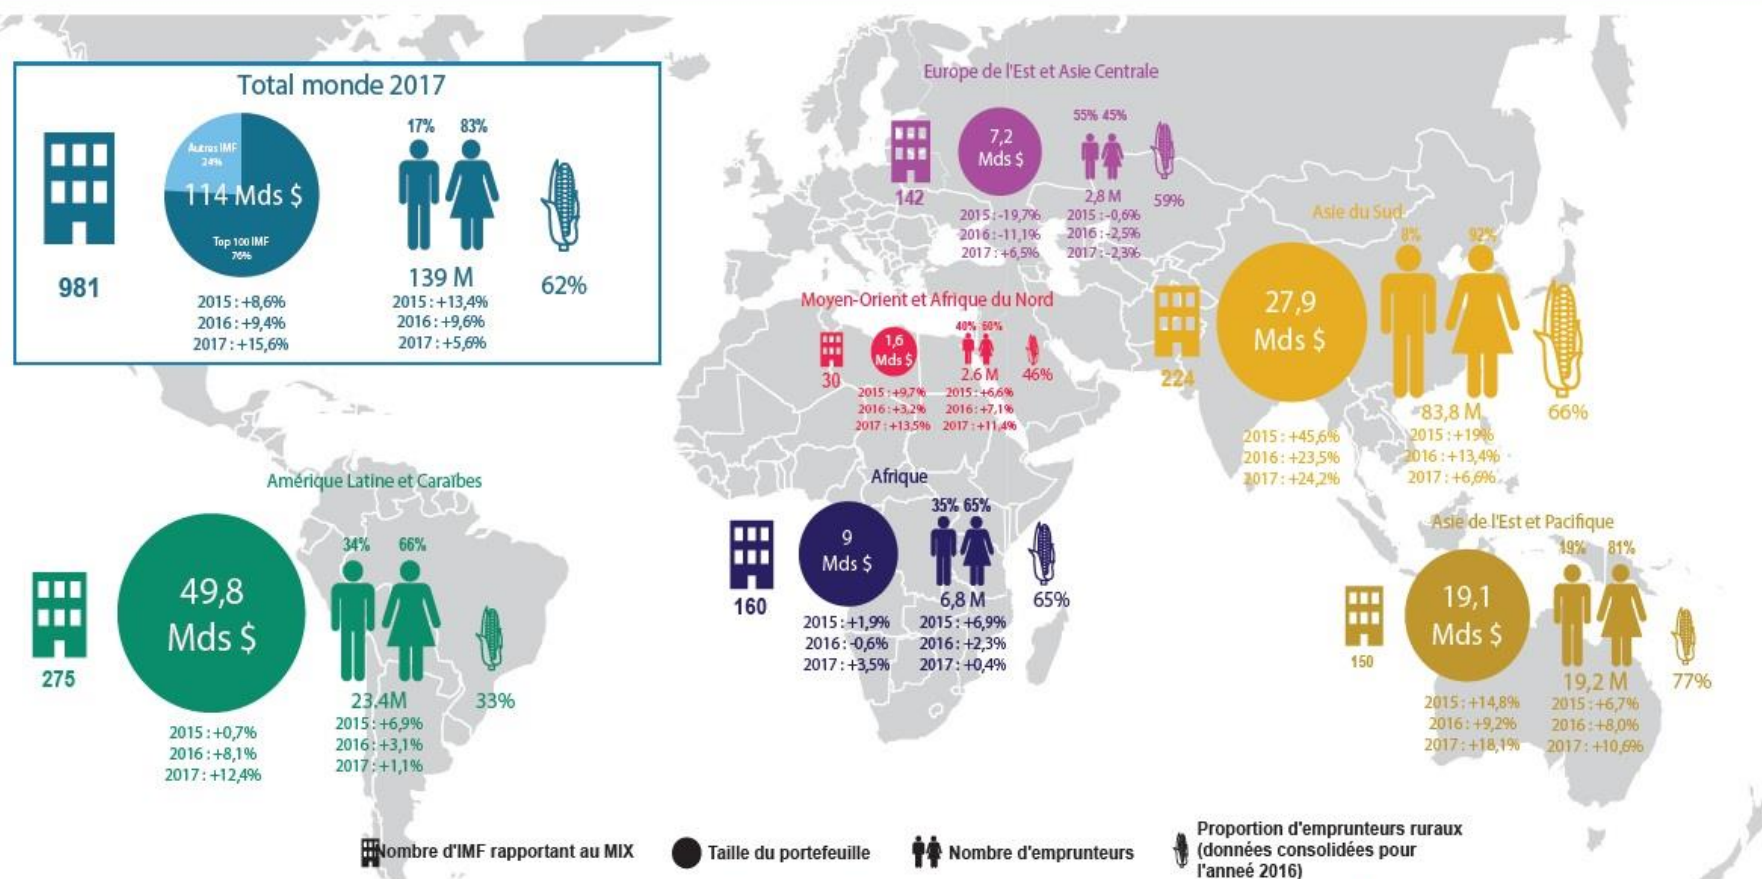 Total monde 2017
17% 83%
Autres IMF
24%
114 Mds $
Top 100 IMF
76%
981
139 M
62%
2015 : +8,6%
2016 : +9,4%
2017 : +15,6%
2015 : +13,4%
2016 : +9,6%
2017 : +5,6%
Europe de l'Est et Asie Centrale
55% 45%
7,2
Mds $
142
2,8 M
59%
2015 : -19,7%
2016 : -11,1%
2017 : +6,5%
2015 : -0,6%
2016 : -2,5%
2017 : -2,3%
Asie du Sud
8% 92%
27,9
Mds $
224
83,8 M
66%
2015 : +45,6%
2016 : +23,5%
2017 : +24,2%
2015 : +19%
2016 : +13,4%
2017 : +6,6%
Moyen-Orient et Afrique du Nord
40% 60%
1,6
Mds $
30
2.6 M
46%
2015 : +9,7%
2016 : +3,2%
2017 : +13,5%
2015 : +6,6%
2016 : +7,1%
2017 : +11,4%
Amérique Latine et Caraïbes
34% 66%
49,8
Mds $
275
23.4M
33%
2015 : +0,7%
2016 : +8,1%
2017 : +12,4%
2015 : +6,9%
2016 : +3,1%
2017 : +1,1%
Afrique
35% 65%
9
Mds $
160
6,8 M
65%
2015 : +1,9%
2016 : -0,6%
2017 : +3,5%
2015 : +6,9%
2016 : +2,3%
2017 : +0,4%
Asie de l'Est et Pacifique
19% 81%
19,1
Mds $
150
19,2 M
77%
2015 : +14,8%
2016 : +9,2%
2017 : +18,1%
2015 : +6,7%
2016 : +8,0%
2017 : +10,6%
Nombre d'IMF rapportant au MIX
Taille du portefeuille
Nombre d'emprunteurs
Proportion d'emprunteurs ruraux
(données consolidées pour
l'anneé 2016)